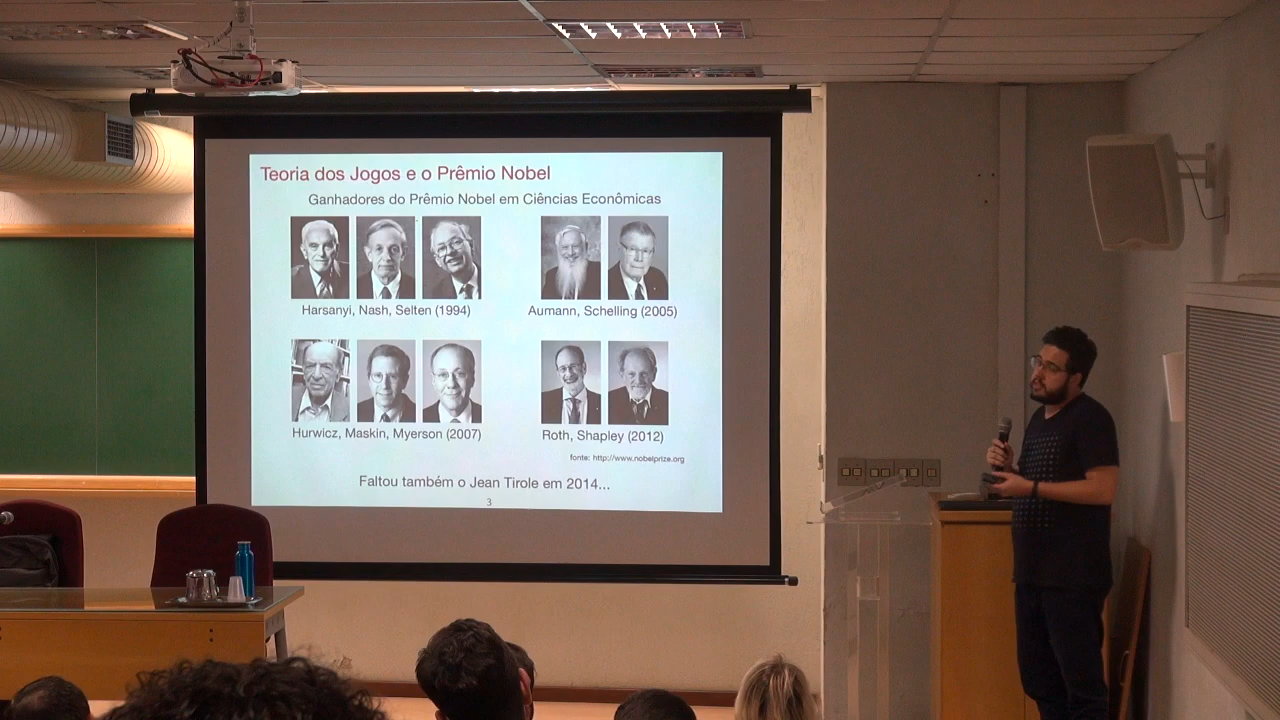 Teoria dos Jogos e o Prêmio Nobel
Ganhadores do Prêmio Nobel em Ciências Econômicas
Harsanyi, Nash, Selten (1994)
Aumann, Schelling (2005)
Hurwicz, Maskin, Myerson (2007)
Roth, Shapley (2012)
fonte: http://www.nobelprize.org
Faltou também o Jean Tirole em 2014...
3